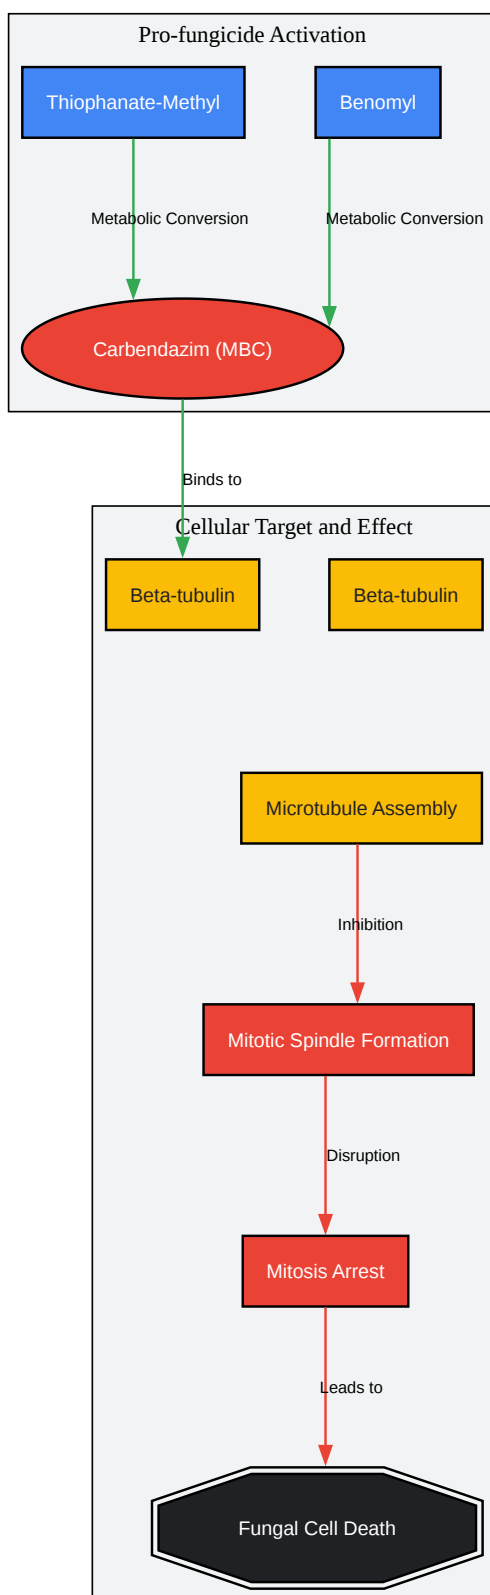 Pro-fungicide Activation
Thiophanate-Methyl
Benomyl
Metabolic Conversion
Metabolic Conversion
Carbendazim (MBC)
Binds to
Cellular Target and Effect
Beta-tubulin
Beta-tubulin
Microtubule Assembly
Inhibition
Mitotic Spindle Formation
Disruption
Mitosis Arrest
Leads to
Fungal Cell Death